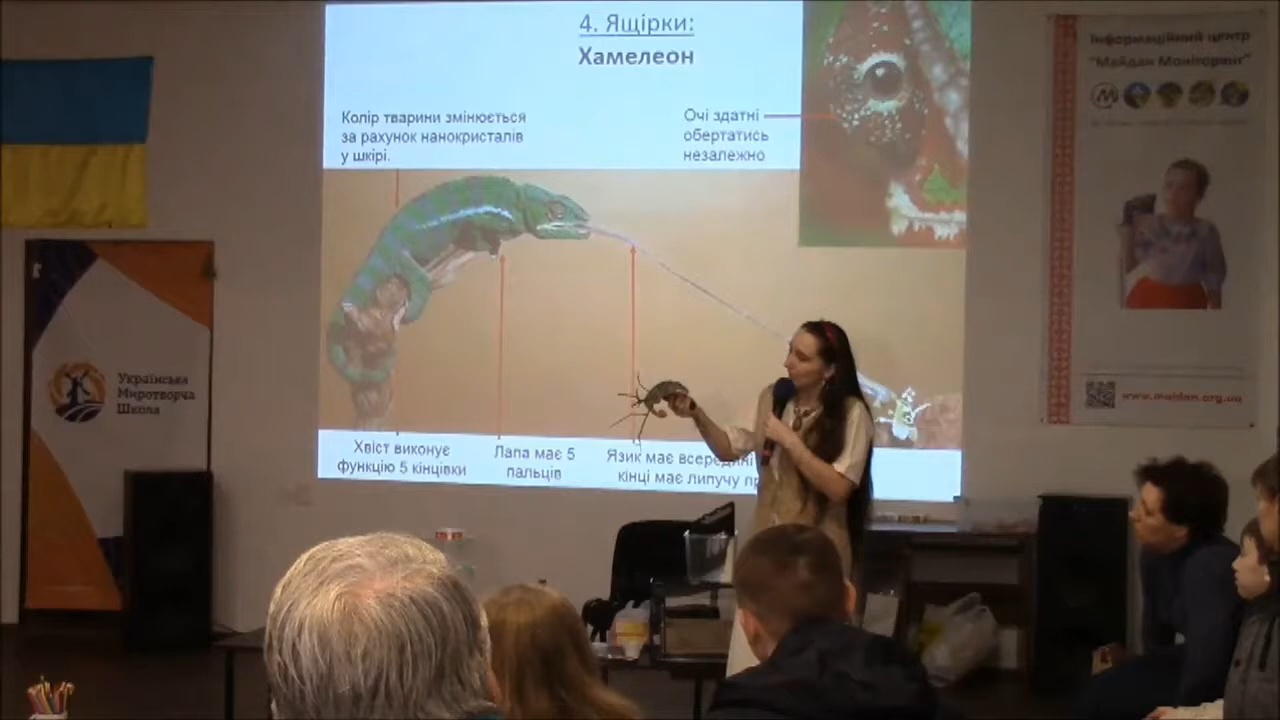 4. Ящірки:
Хамелеон
Колір тварини змінюється
за рахунок нанокристалів
у шкірі.
Очі здатні
обертатись
незалежно
Хвіст виконує
функцію 5 кінцівки
Лапа має 5
пальців
Язик має всередині
кінці має липучу
Українська
Миротворча
Школа
Інформаційний центр
"Майдан Моніторинг"
www.maidan.org.ua